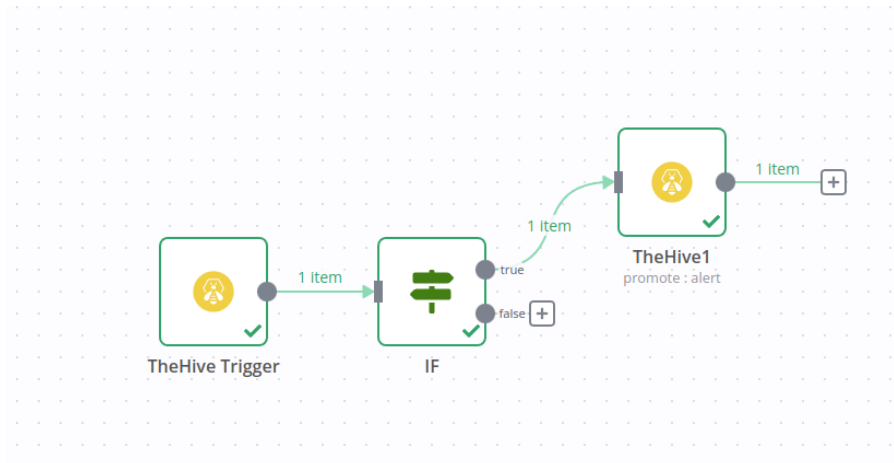 1 item
TheHive1
promote : alert
1 item
true
1 item
false
TheHive Trigger
IF